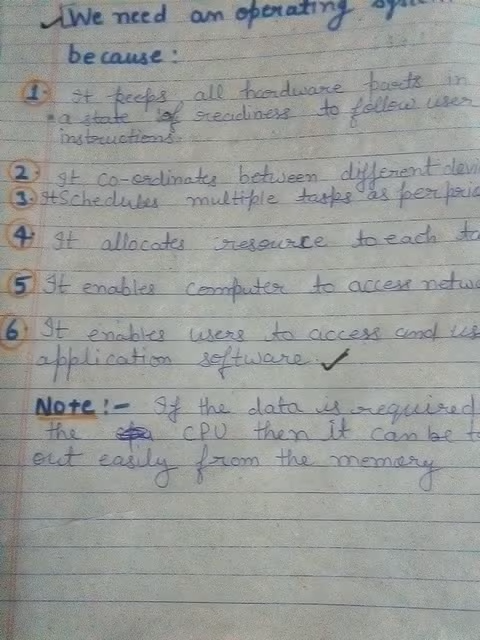 We need an operating system
because:
1. It keeps all hardware parts in
a state of readiness to follow user
instructions.
2. It co-ordinates between different devi
3. It Schedules multiple tasks as per prio
4. It allocates resource to each ta
5. It enables computer to access netwo
6. It enables users to access and us
application software.
Note:- If the data is required
the CPU then it can be t
out easily from the memory